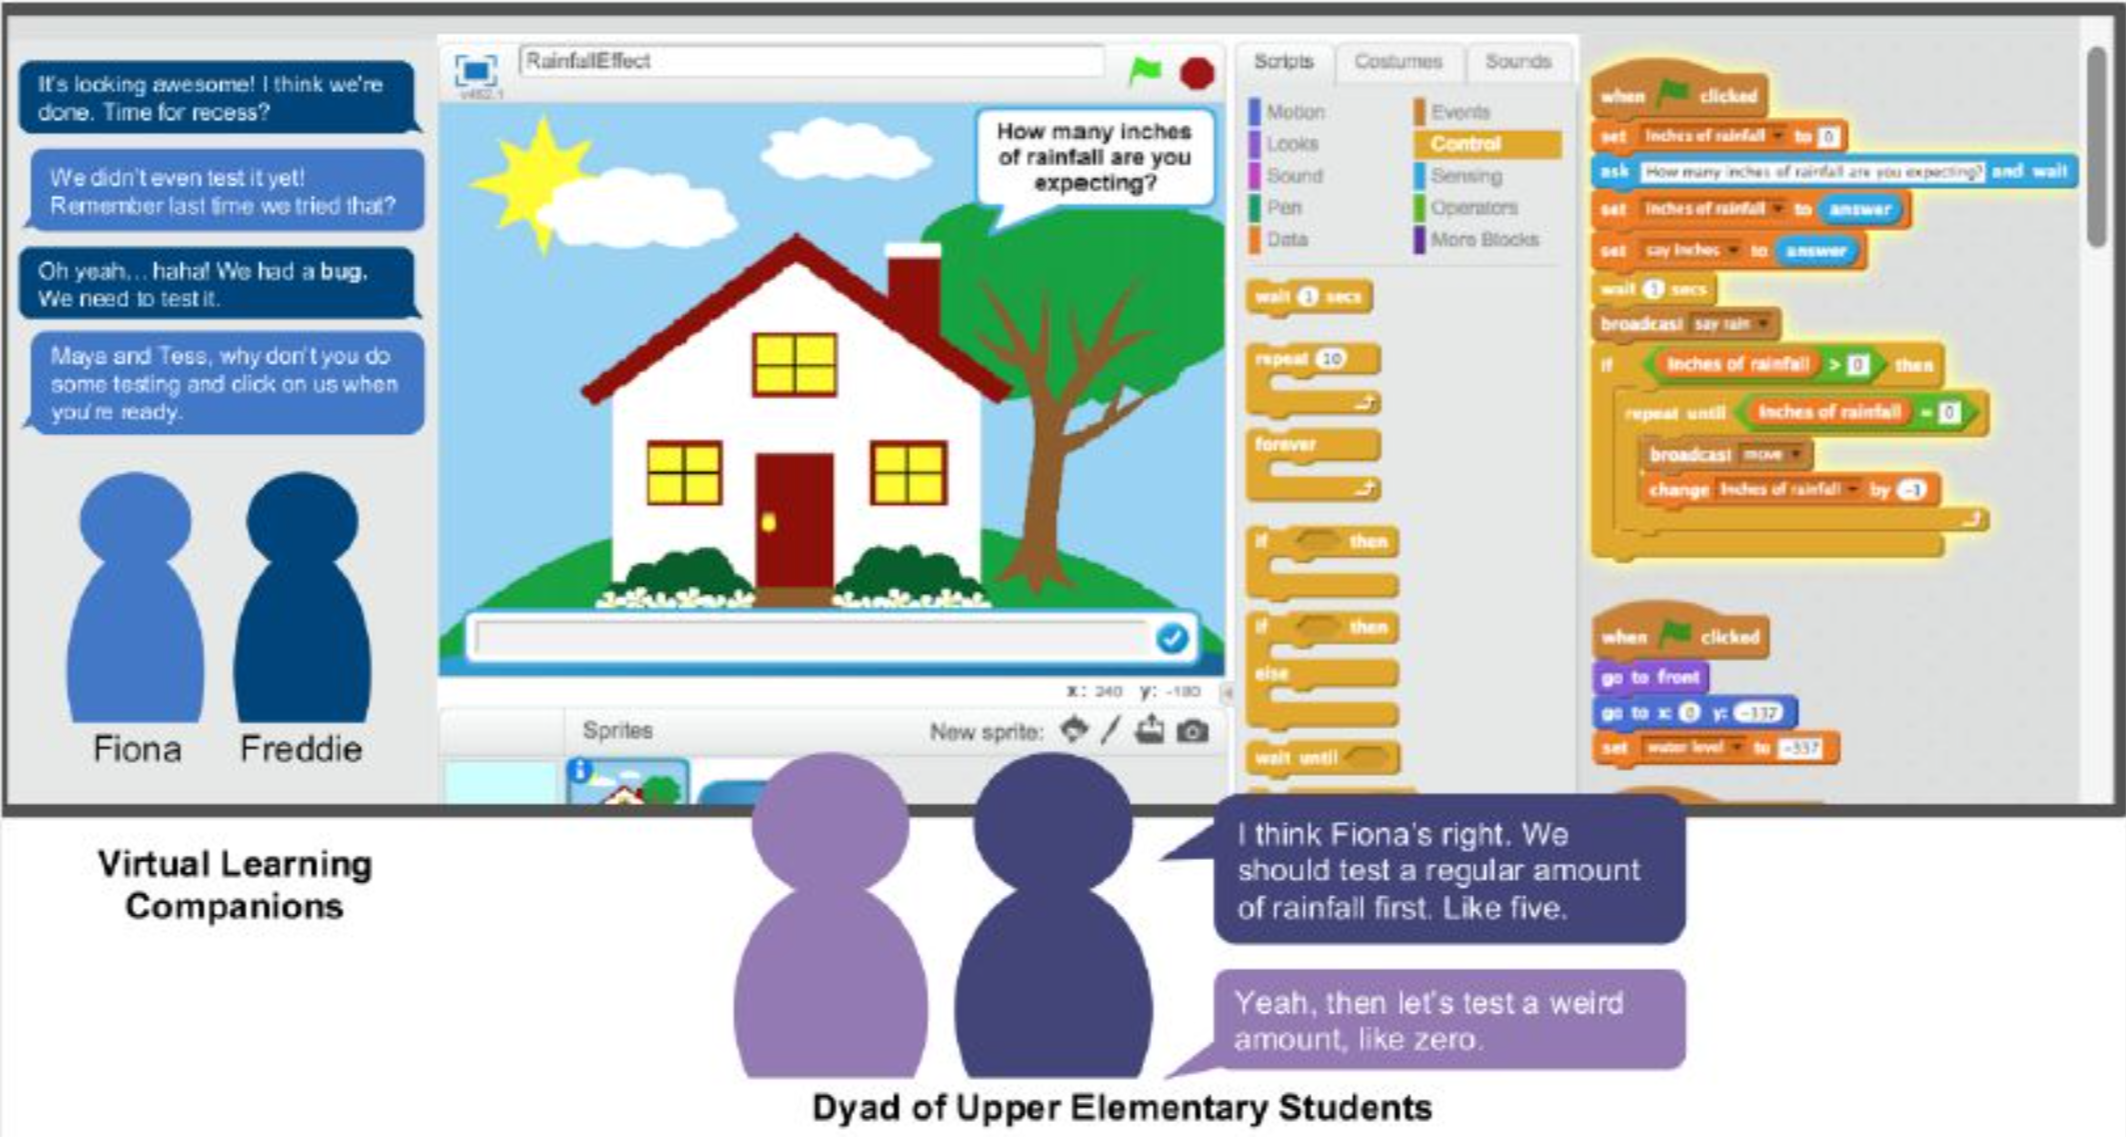 It's looking awesome! I think we're
done. Time for recess?
We didn't even test it yet!
Remember last time we tried that?
Oh yeah... haha! We had a bug.
We need to test it.
Maya and Tess, why don't you do
some testing and click on us when
you're ready.
Fiona
Freddie
RainfallEffect
How many inches
of rainfall are you
expecting?
x: 240 y: -180
Sprites
New sprite:
Scripts
Costumes
Sounds
Motion
Looks
Sound
Pen
Data
Events
Control
Sensing
Operators
More Blocks
wait 1 secs
repeat 10
forever
if then
if then
else
wait until
when clicked
set Inches of rainfall to 0
ask How many inches of rainfall are you expecting? and wait
set Inches of rainfall to answer
set say inches to answer
wait 1 secs
broadcast say rain
if Inches of rainfall > 0 then
repeat until Inches of rainfall = 0
broadcast move
change Inches of rainfall by -1
when clicked
go to front
go to x: 0 y: -137
set water level to -337
Virtual Learning
Companions
I think Fiona's right. We
should test a regular amount
of rainfall first. Like five.
Yeah, then let's test a weird
amount, like zero.
Dyad of Upper Elementary Students